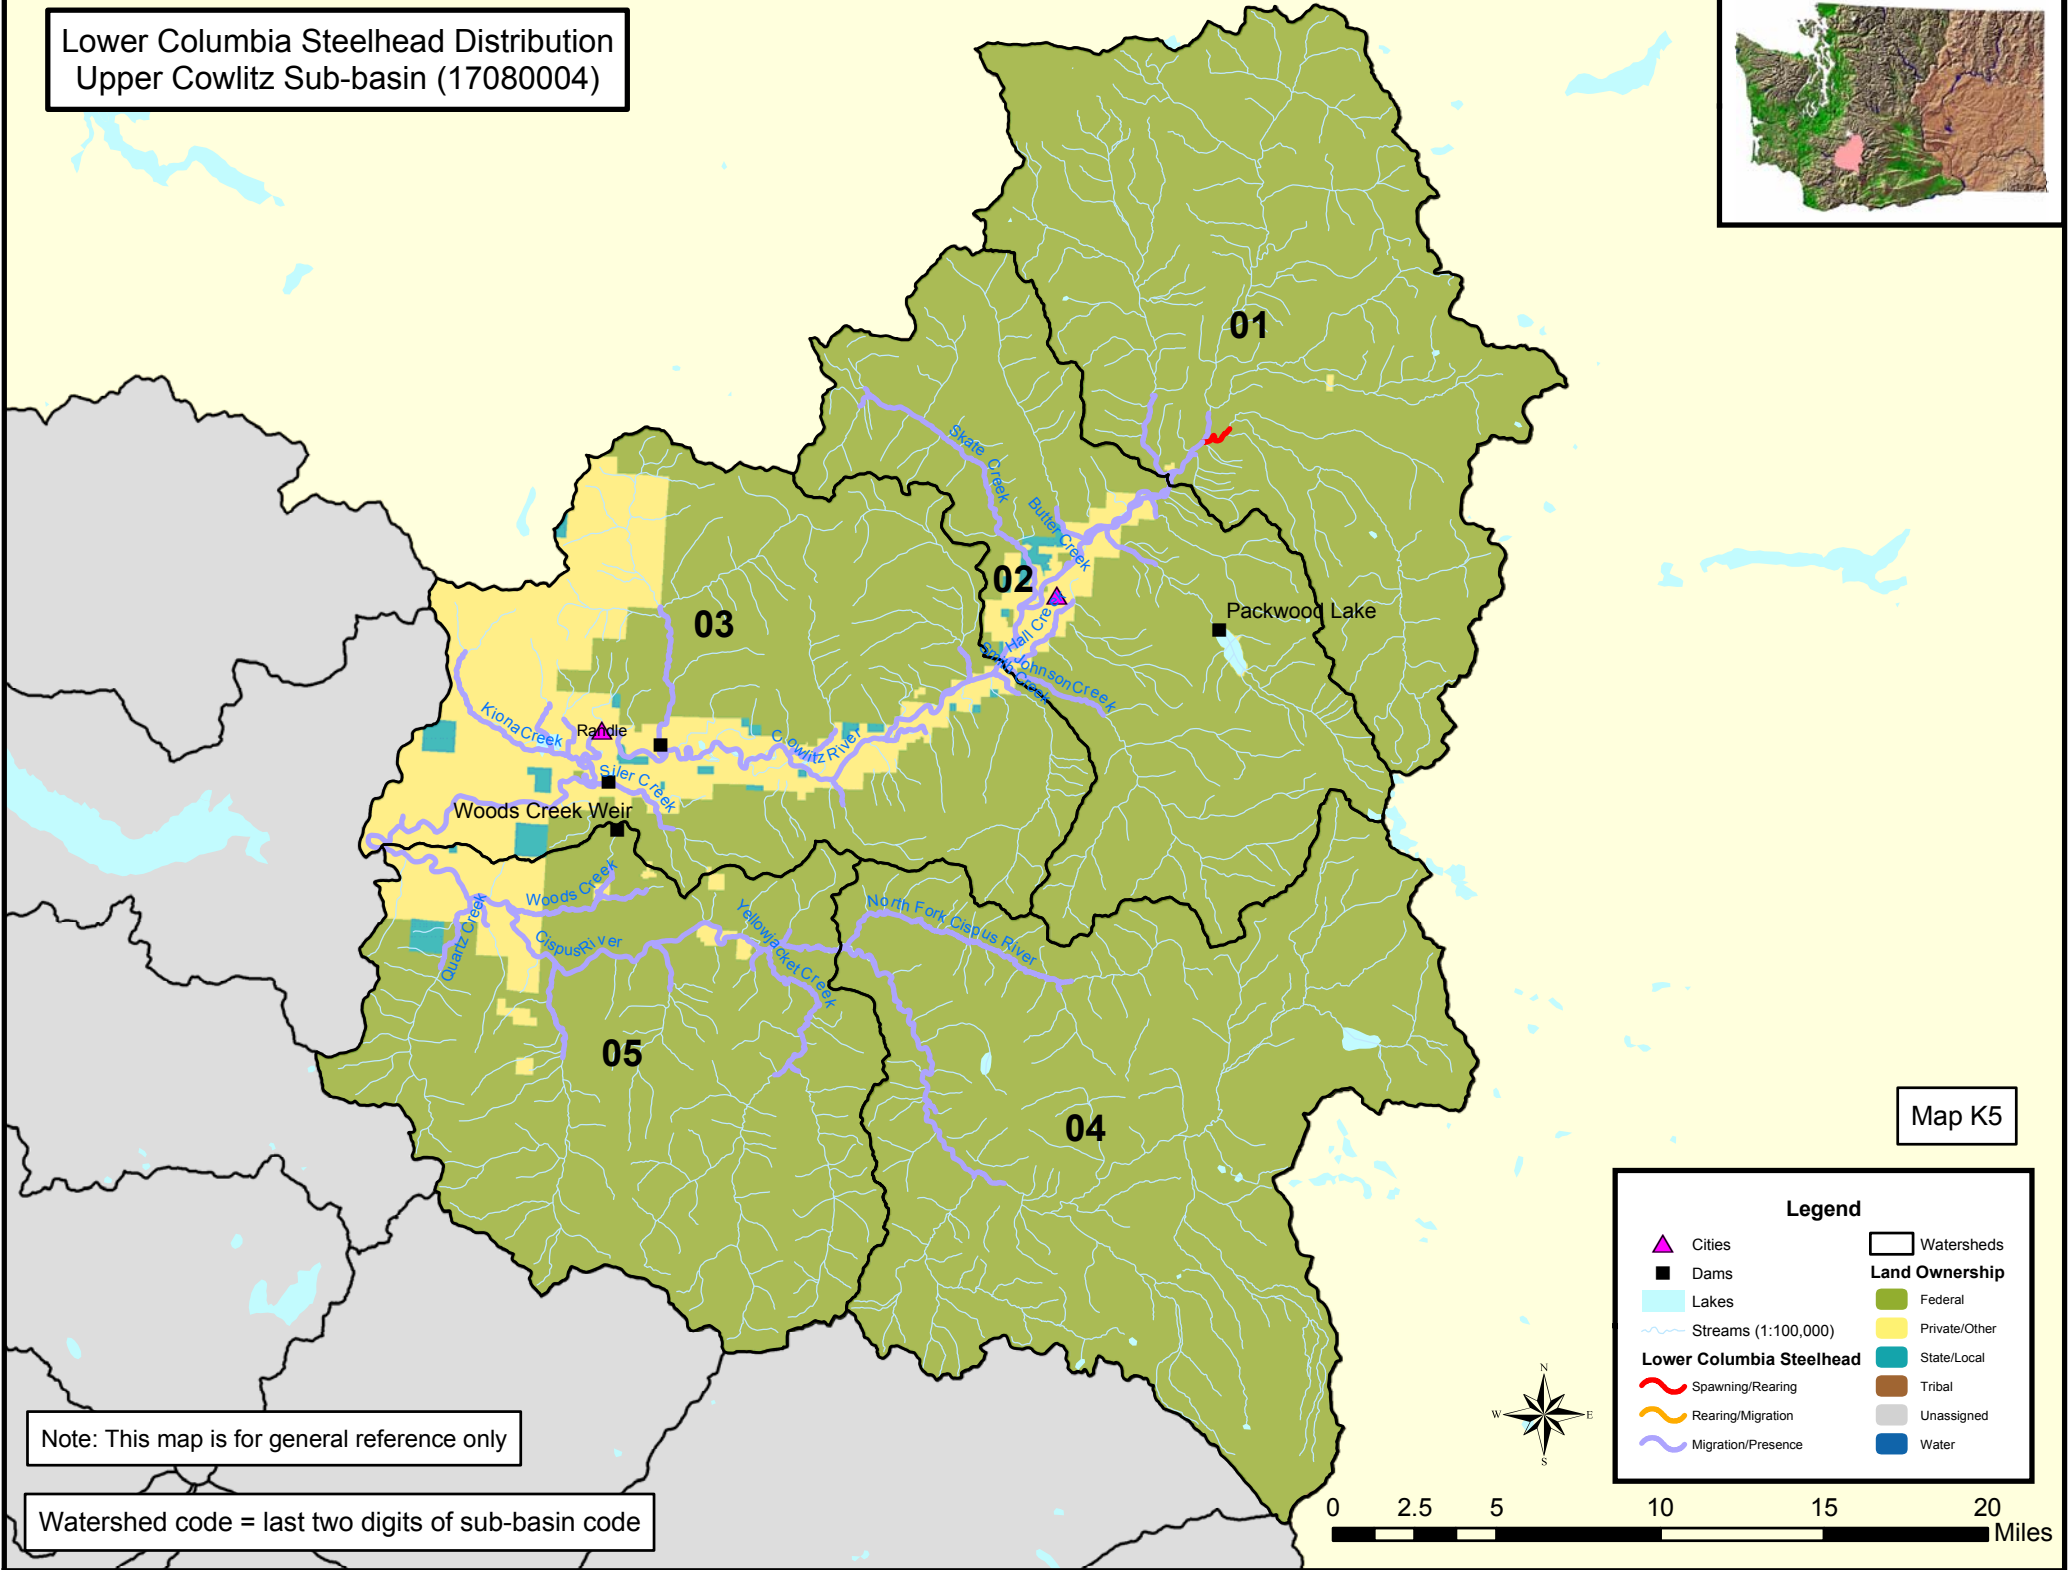 Lower Columbia Steelhead Distribution
Upper Cowlitz Sub-basin (17080004)
01
Skate Creek
Butter Creek
02
Packwood Lake
03
Hall Cree
Smith Creek
Johnson Creek
Kiona Creek
Randle
Cowlitz River
Siler Creek
Woods Creek Weir
Woods Creek
Quartz Creek
Cispus River
Yellowjacket Creek
North Fork Cispus River
05
04
Map K5
Legend
Cities
Dams
Lakes
Streams (1:100,000)
Lower Columbia Steelhead
Spawning/Rearing
Rearing/Migration
Migration/Presence
Watersheds
Land Ownership
Federal
Private/Other
State/Local
Tribal
Unassigned
Water
N
W E
S
Note: This map is for general reference only
Watershed code = last two digits of sub-basin code
0 2.5 5 10 15 20
Miles